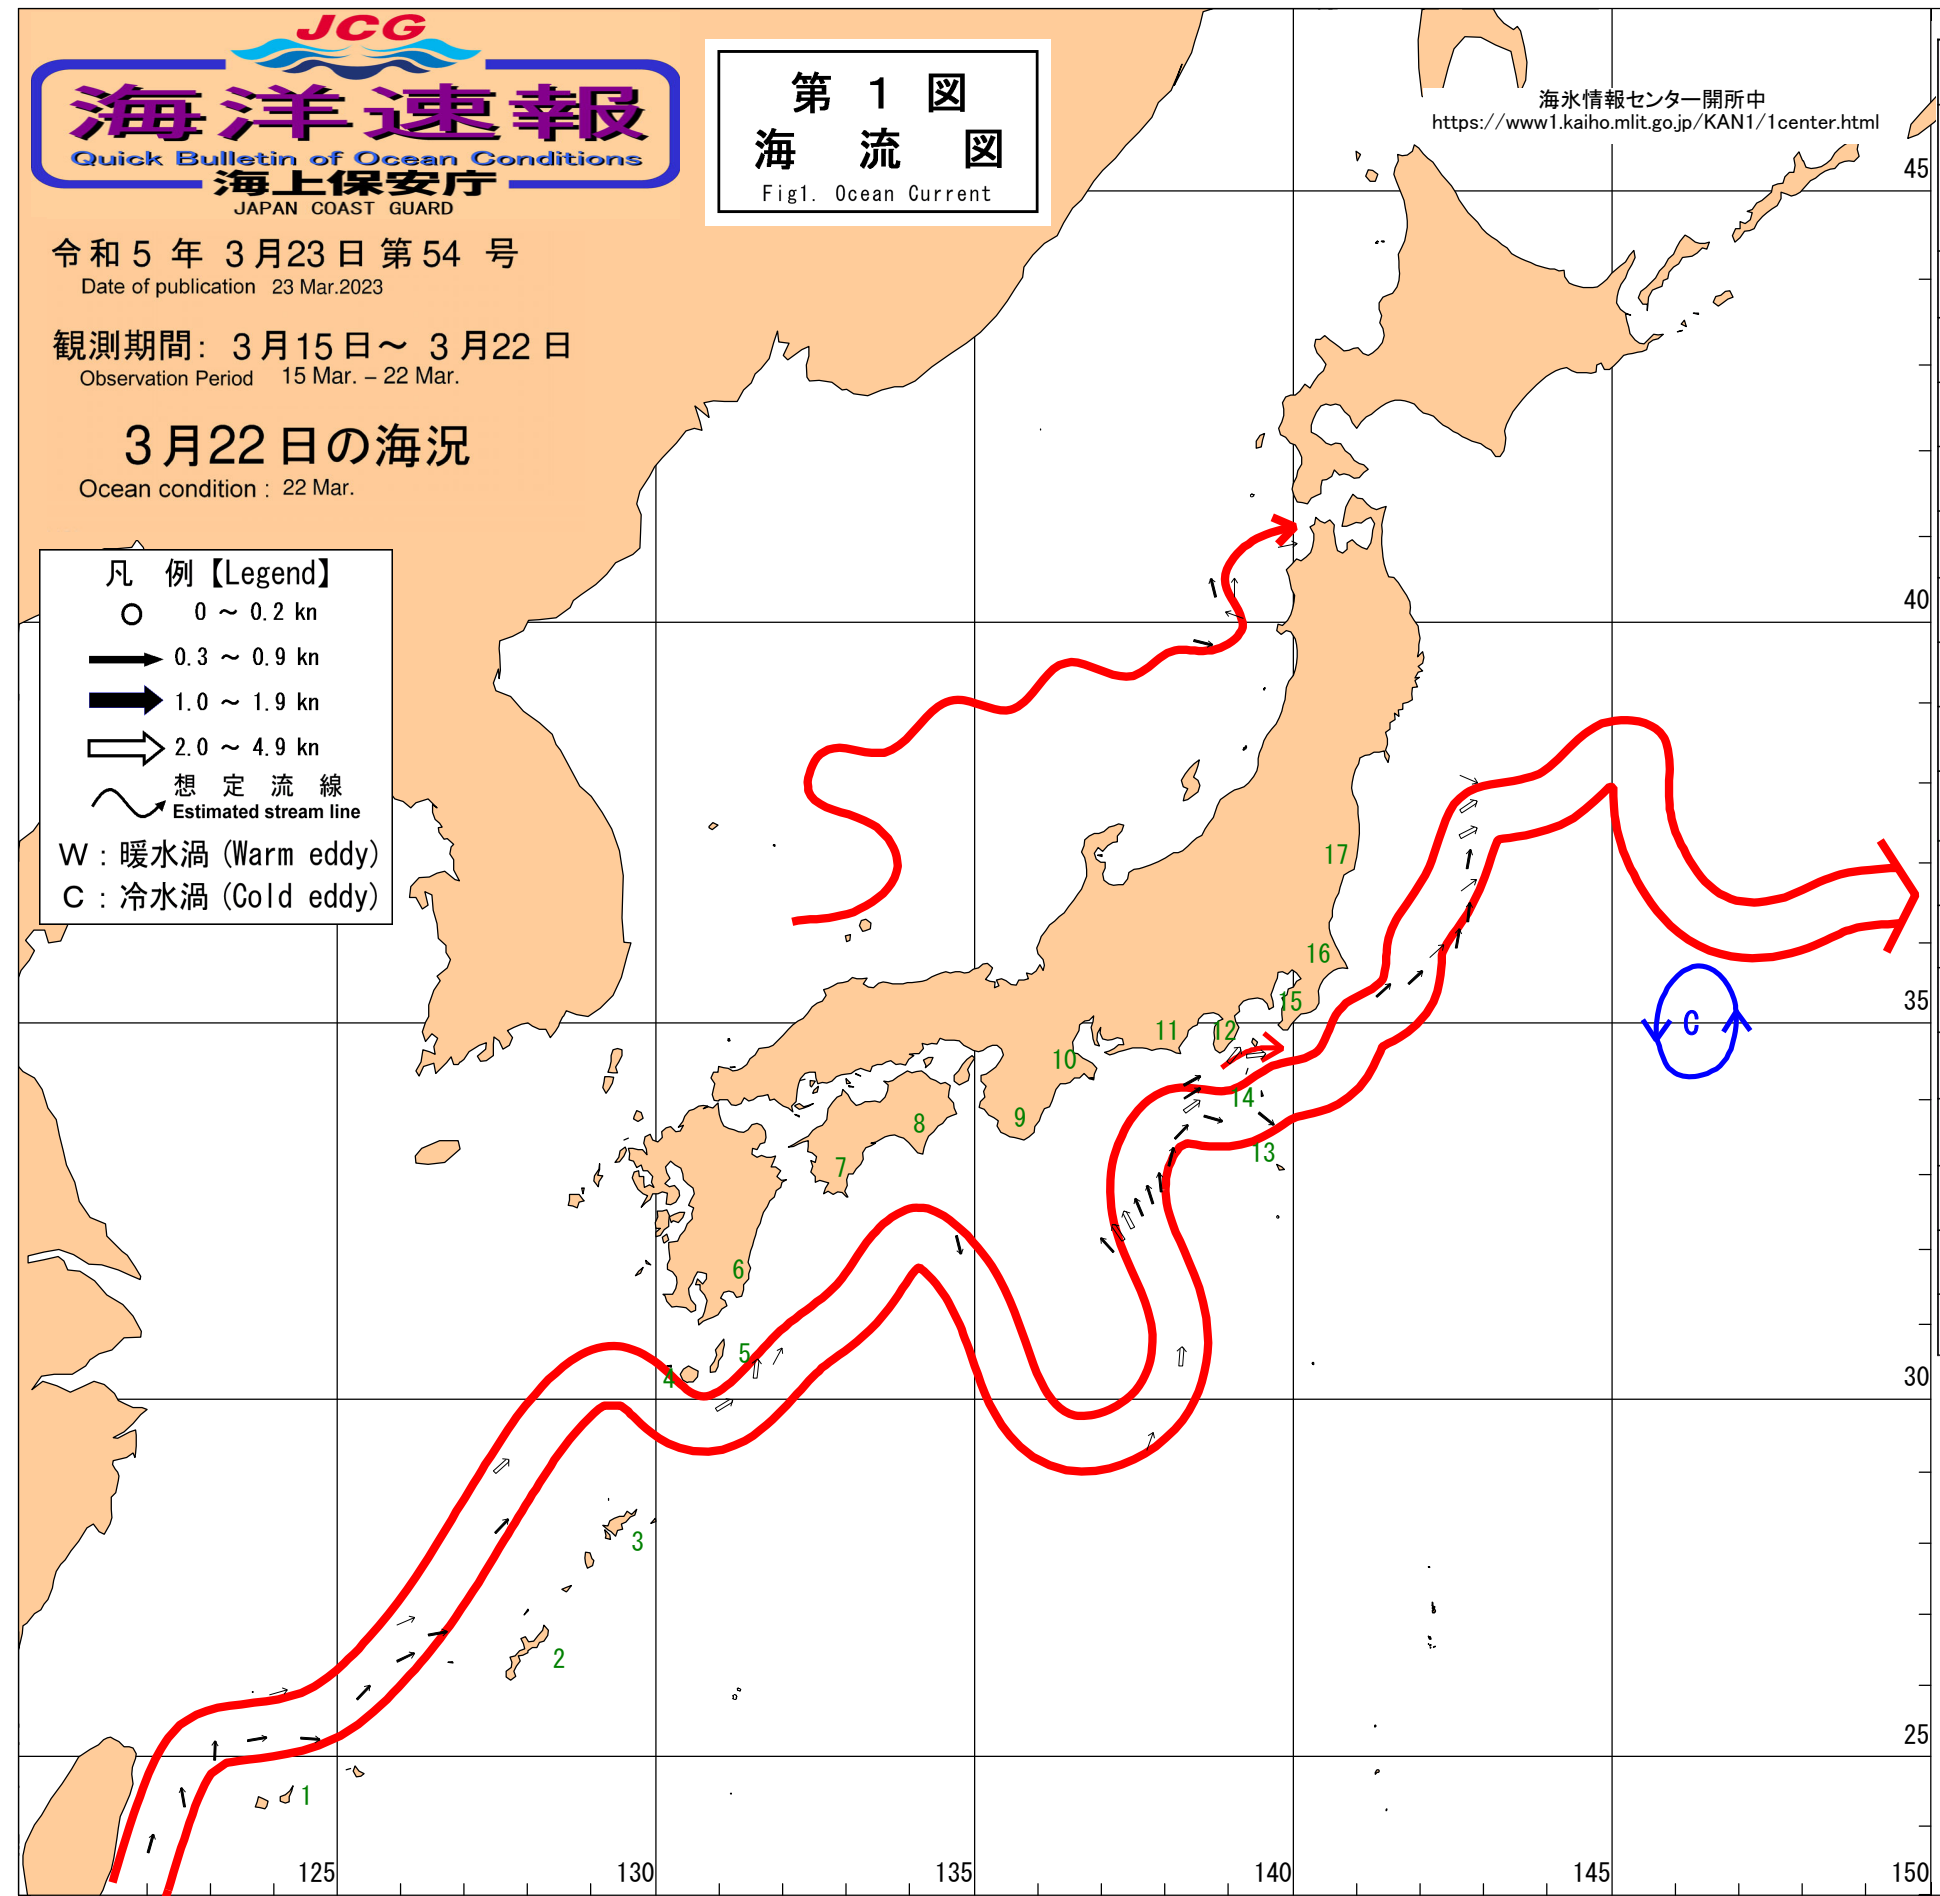 JCG
海洋速報
Quick Bulletin of Ocean Conditions
海上保安庁
JAPAN COAST GUARD
第 1 図
海 流 図
Fig1. Ocean Current
海氷情報センター開所中
https://www1.kaiho.mlit.go.jp/KAN1/1center.html
令和 5 年 3月23日 第54 号
Date of publication 23 Mar.2023
観測期間: 3月15日～ 3月22日
Observation Period 15 Mar. – 22 Mar.
3月22日の海況
Ocean condition : 22 Mar.
凡 例【Legend】
0 ～ 0.2 kn
0.3 ～ 0.9 kn
1.0 ～ 1.9 kn
2.0 ～ 4.9 kn
想 定 流 線
Estimated stream line
W : 暖水渦 (Warm eddy)
C : 冷水渦 (Cold eddy)
45
40
35
30
25
17
16
15
12
11
10
14
13
9
8
7
6
5
4
3
2
1
C
125
130
135
140
145
150